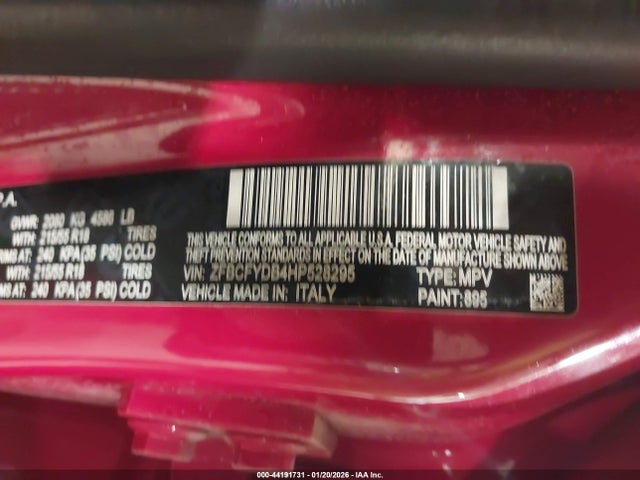 P.A.
GVWR: 2080 KG 4586 LB
WITH: 215/55 R18 TIRES
AT: 240 KPA(35 PSI) COLD
WITH: 215/55 R18 TIRES
AT: 240 KPA(35 PSI) COLD
THIS VEHICLE CONFORMS TO ALL APPLICABLE U.S.A. FEDERAL MOTOR VEHICLE SAFETY, BUMPER, AND
THEFT PREVENTION STANDARDS IN EFFECT ON THE DATE OF MANUFACTURE SHOWN ABOVE.
VIN: ZFBCFYDB4HP528295 TYPE: MPV
VEHICLE MADE IN: ITALY PAINT: 895
000-44191731 — 01/20/2026 — IAA Inc.